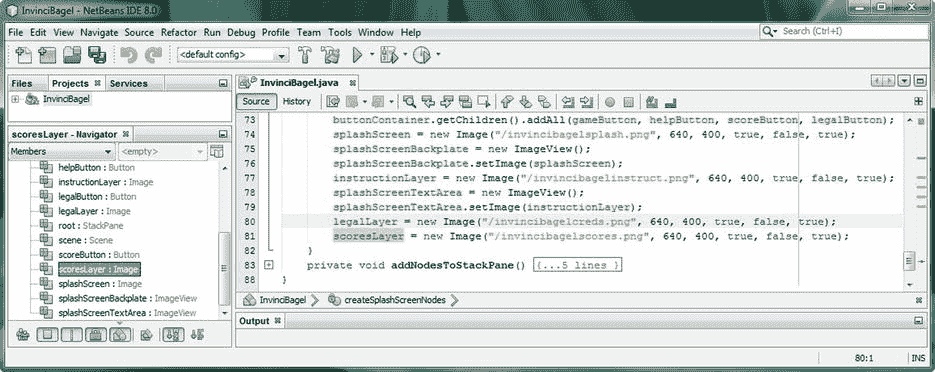 InvinciBagel - NetBeans IDE 8.0
File Edit View Navigate Source Refactor Run Debug Profile Team Tools Window Help
Search (Ctrl+I)
<default config>
Files Projects Services
InvinciBagel
scoresLayer - Navigator
Members
<empty>
helpButton : Button
instructionLayer : Image
legalButton : Button
legalLayer : Image
root : StackPane
scene : Scene
scoreButton : Button
scoresLayer : Image
splashScreen : Image
splashScreenBackplate : ImageView
splashScreenTextArea : ImageView
InvinciBagel.java
Source History
73 buttonContainer.getChildren().addAll(gameButton, helpButton, scoreButton, legalButton);
74 splashScreen = new Image("/invincibagelsplash.png", 640, 400, true, false, true);
75 splashScreenBackplate = new ImageView();
76 splashScreenBackplate.setImage(splashScreen);
77 instructionLayer = new Image("/invincibagelinstruct.png", 640, 400, true, false, true);
78 splashScreenTextArea = new ImageView();
79 splashScreenTextArea.setImage(instructionLayer);
80 legalLayer = new Image("/invincibagelcreds.png", 640, 400, true, false, true);
81 scoresLayer = new Image("/invincibagelscores.png", 640, 400, true, false, true);
82 }
83 private void addNodesToStackPane() {...5 lines }
88 }
InvinciBagel createSplashScreenNodes
Output
80:1 INS